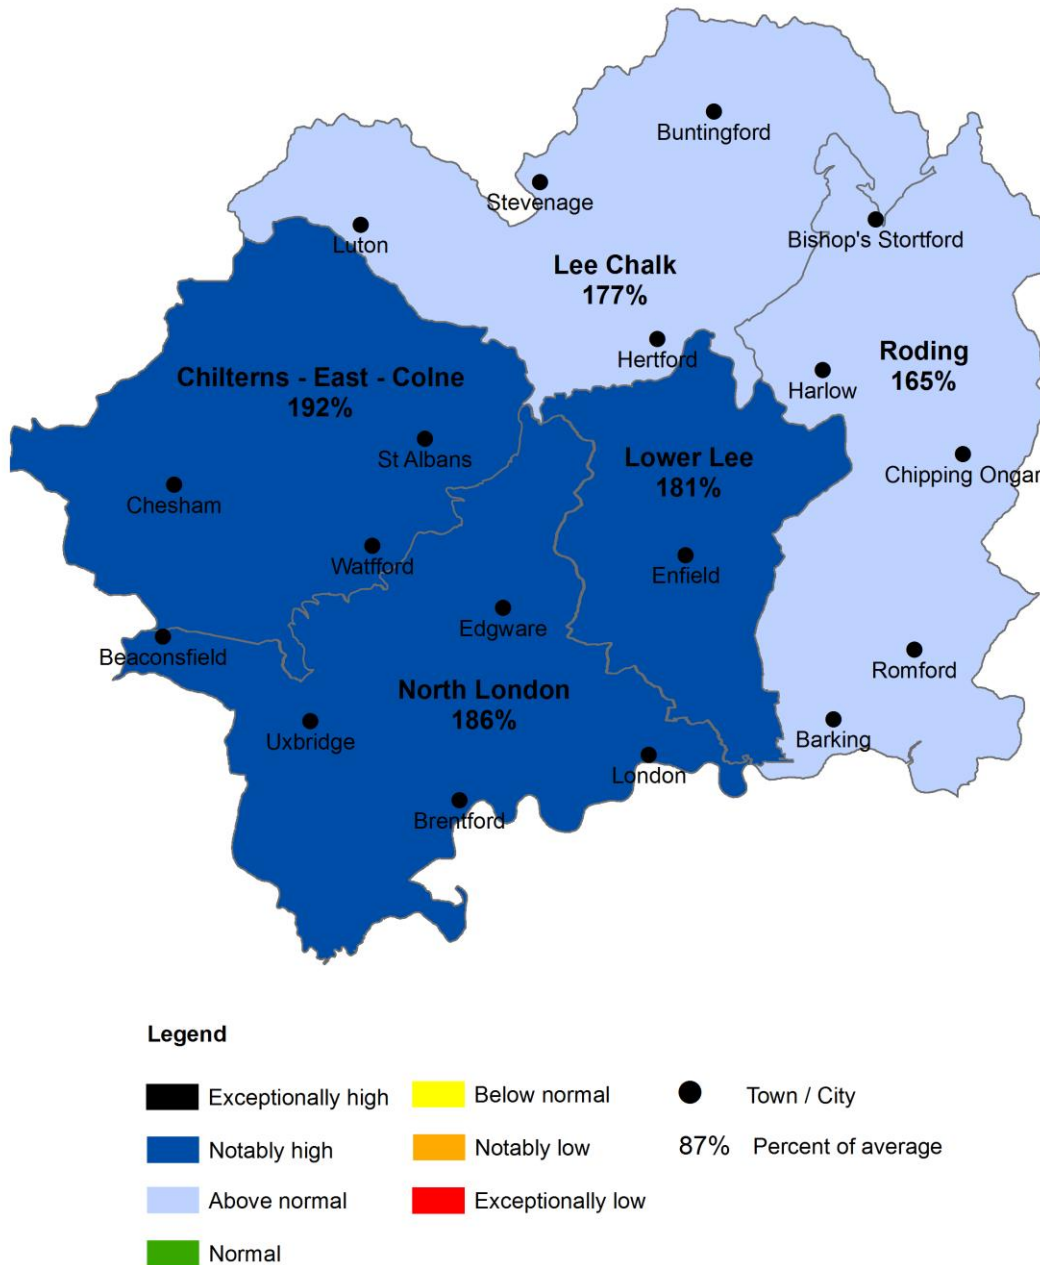 Buntingford
Stevenage
Bishop's Stortford
Luton
Lee Chalk
177%
Hertford
Roding
165%
Harlow
Chilterns - East - Colne
192%
St Albans
Lower Lee
181%
Chipping Ongar
Chesham
Watfford
Enfield
Edgware
Beaconsfield
Romford
North London
186%
Uxbridge
Barking
London
Brentford
Legend
Exceptionally high
Below normal
Town / City
Notably high
Notably low
87% Percent of average
Above normal
Exceptionally low
Normal